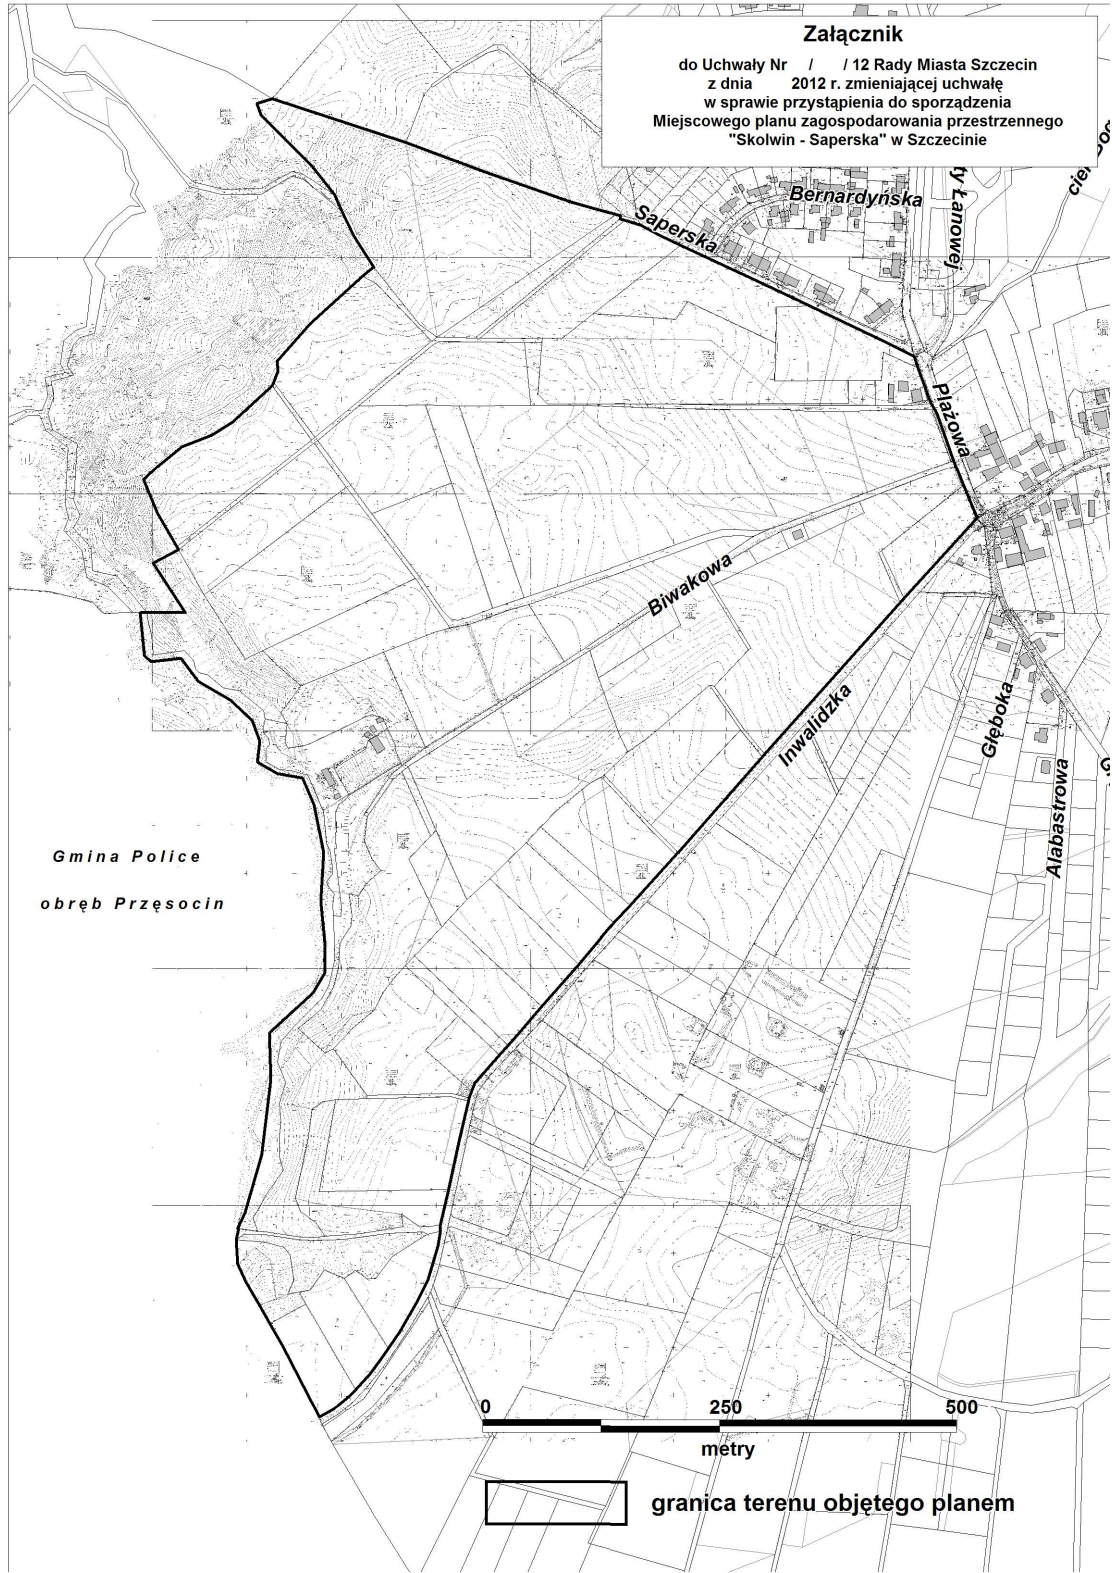 Załącznik
do Uchwały Nr / / 12 Rady Miasta Szczecin
z dnia 2012 r. zmieniającej uchwałę
w sprawie przystąpienia do sporządzenia
Miejscowego planu zagospodarowania przestrzennego
"Skolwin - Saperska" w Szczecinie
Bernardyńska
Łanowej
Saperska
Plażowa
Biwakowa
Inwalidzka
Głęboka
Alabastrowa
Gmina Police
obręb Przęsocin
0 250 500
metry
granica terenu objętego planem